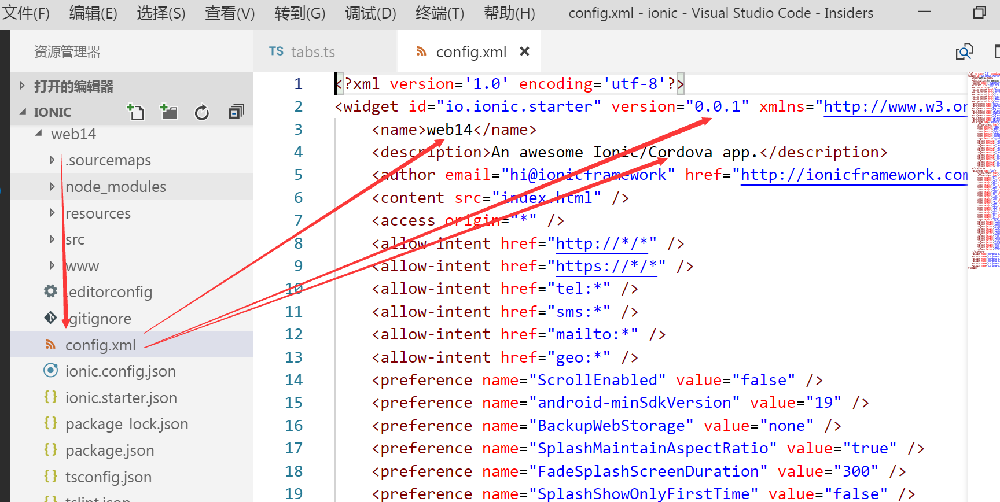 文件(F) 编辑(E) 选择(S) 查看(V) 转到(G) 调试(D) 终端(T) 帮助(H) config.xml - ionic - Visual Studio Code - Insiders
资源管理器
TS tabs.ts
config.xml
打开的编辑器
IONIC
web14
.sourcemaps
node_modules
resources
src
www
.editorconfig
.gitignore
config.xml
ionic.config.json
ionic.starter.json
package-lock.json
package.json
tsconfig.json
tslint.json
1 <?xml version='1.0' encoding='utf-8'?>
2 <widget id="io.ionic.starter" version="0.0.1" xmlns="http://www.w3.or
3 <name>web14</name>
4 <description>An awesome Ionic/Cordova app.</description>
5 <author email="hi@ionicframework" href="http://ionicframework.com
6 <content src="index.html" />
7 <access origin="*" />
8 <allow-intent href="http://*/*" />
9 <allow-intent href="https://*/*" />
10 <allow-intent href="tel:*" />
11 <allow-intent href="sms:*" />
12 <allow-intent href="mailto:*" />
13 <allow-intent href="geo:*" />
14 <preference name="ScrollEnabled" value="false" />
15 <preference name="android-minSdkVersion" value="19" />
16 <preference name="BackupWebStorage" value="none" />
17 <preference name="SplashMaintainAspectRatio" value="true" />
18 <preference name="FadeSplashScreenDuration" value="300" />
19 <preference name="SplashShowOnlyFirstTime" value="false" />